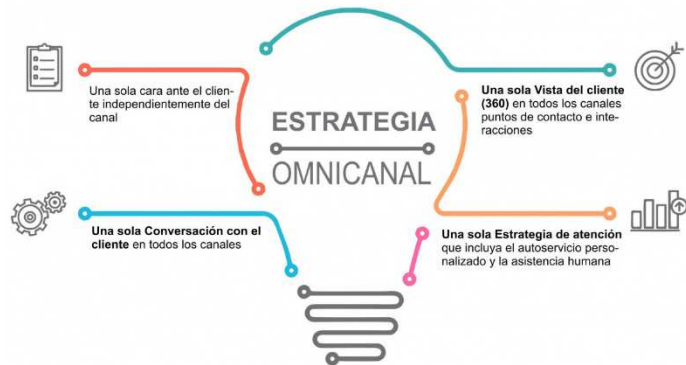 Una sola cara ante el clien-
te independientemente del
canal
ESTRATEGIA
OMNICANAL
Una sola Vista del cliente
(360) en todos los canales
puntos de contacto e inte-
racciones
Una sola Conversación con el
cliente en todos los canales
Una sola Estrategia de atención
que incluya el autoservicio perso-
nalizado y la asistencia humana